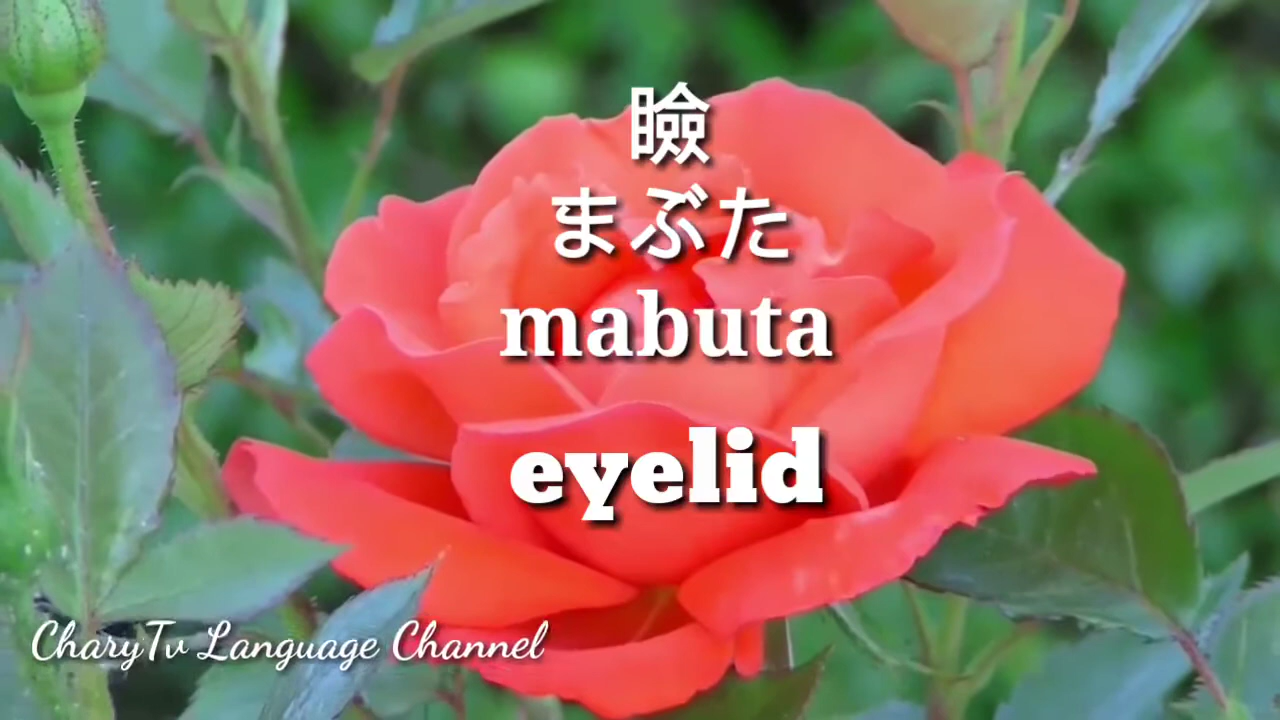 瞼
まぶた
mabuta
eyelid
CharyTv Language Channel